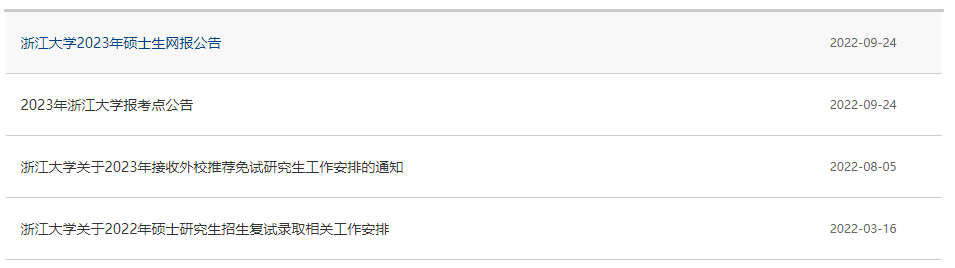 浙江大学2023年硕士生网报公告 2022-09-24
2023年浙江大学报考点公告 2022-09-24
浙江大学关于2023年接收外校推荐免试研究生工作安排的通知 2022-08-05
浙江大学关于2022年硕士研究生招生复试录取相关工作安排 2022-03-16